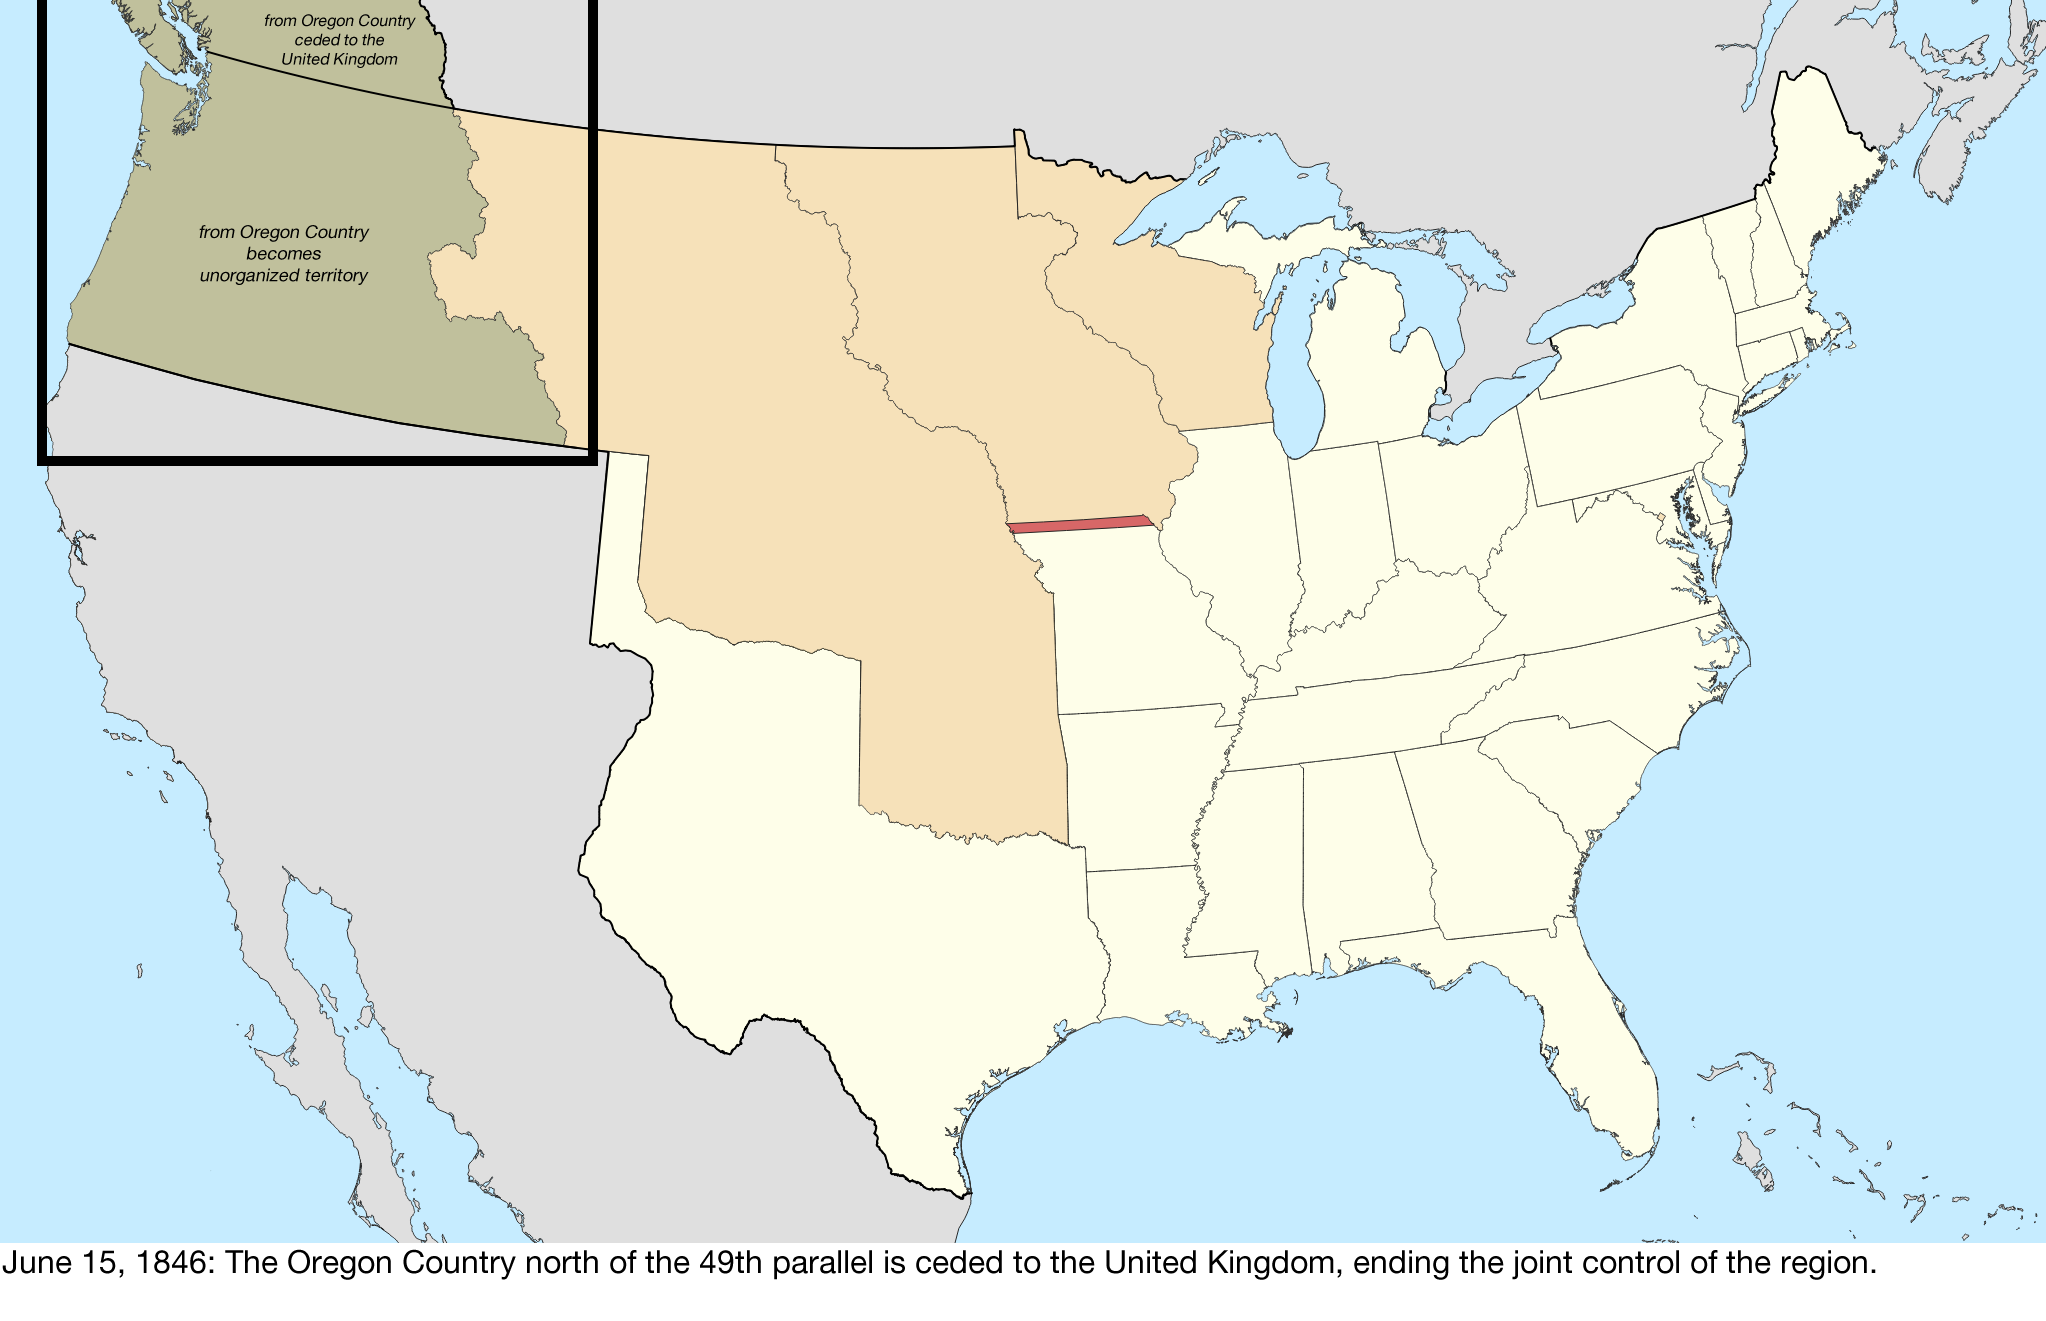 from Oregon Country
ceded to the
United Kingdom
from Oregon Country
becomes
unorganized territory
June 15, 1846: The Oregon Country north of the 49th parallel is ceded to the United Kingdom, ending the joint control of the region.